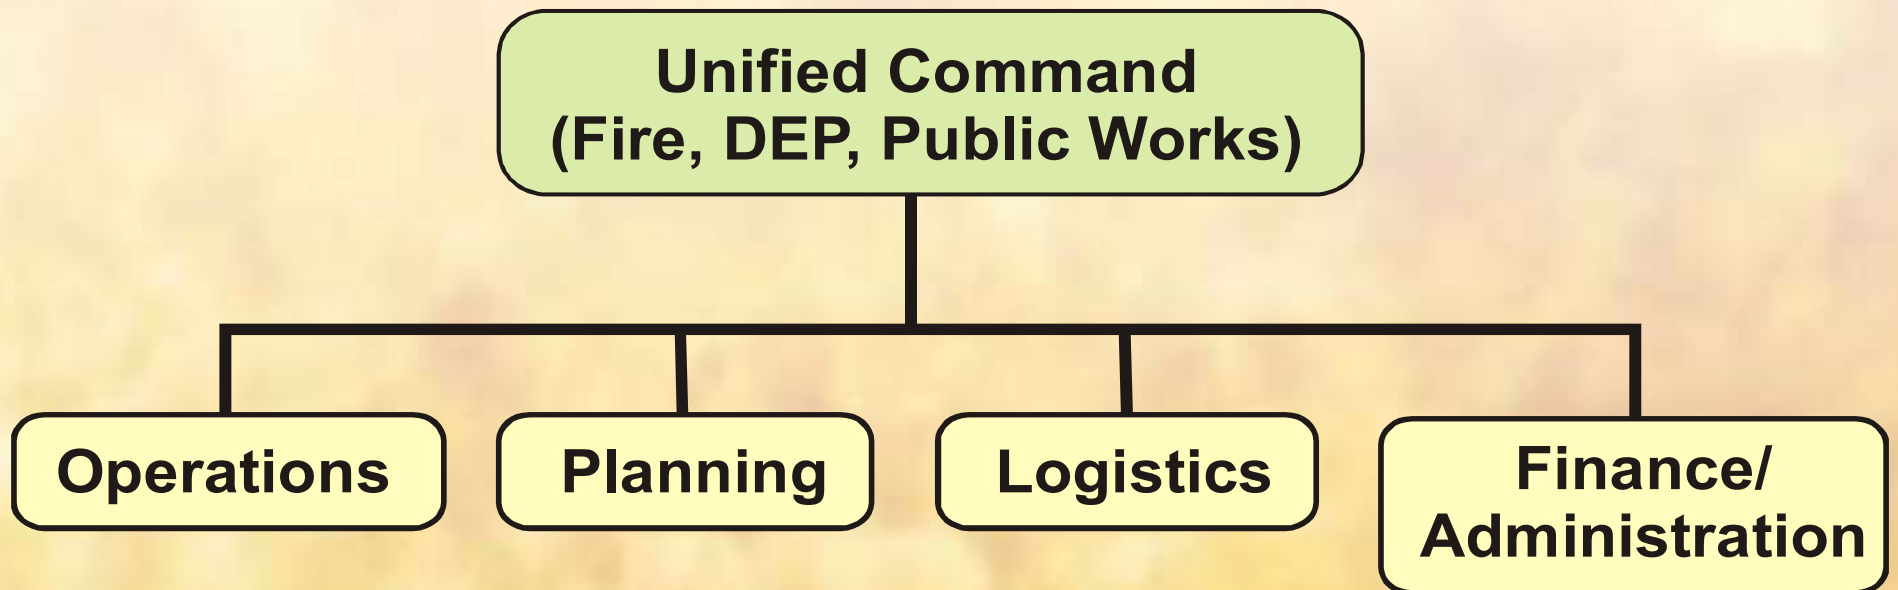 Unified Command
(Fire, DEP, Public Works)
Operations
Planning
Logistics
Finance/
Administration